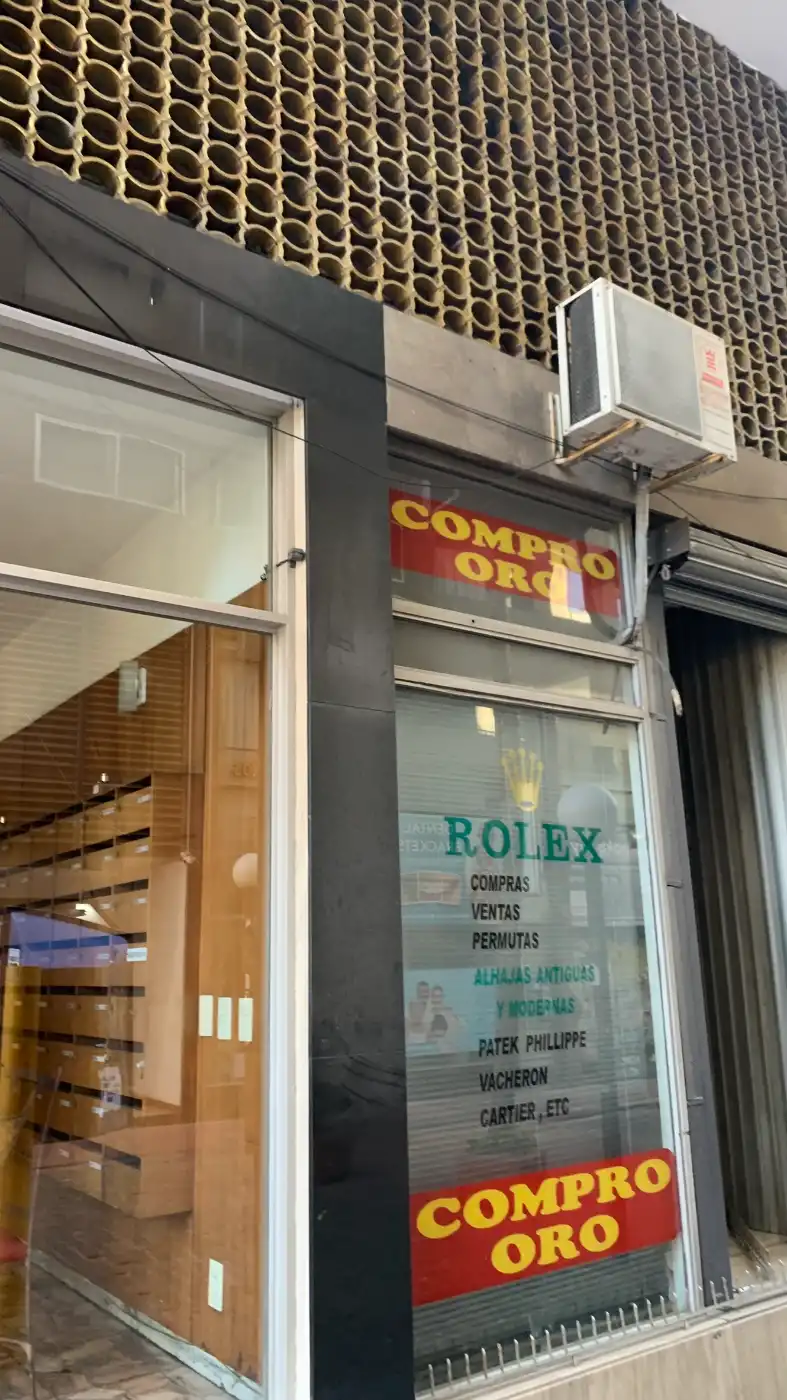 COMPRO
ORO
ROLEX
COMPRAS
VENTAS
PERMUTAS
ALHAJAS ANTIGUAS
Y MODERNAS
PATEK PHILLIPPE
VACHERON
CARTIER, ETC
COMPRO
ORO